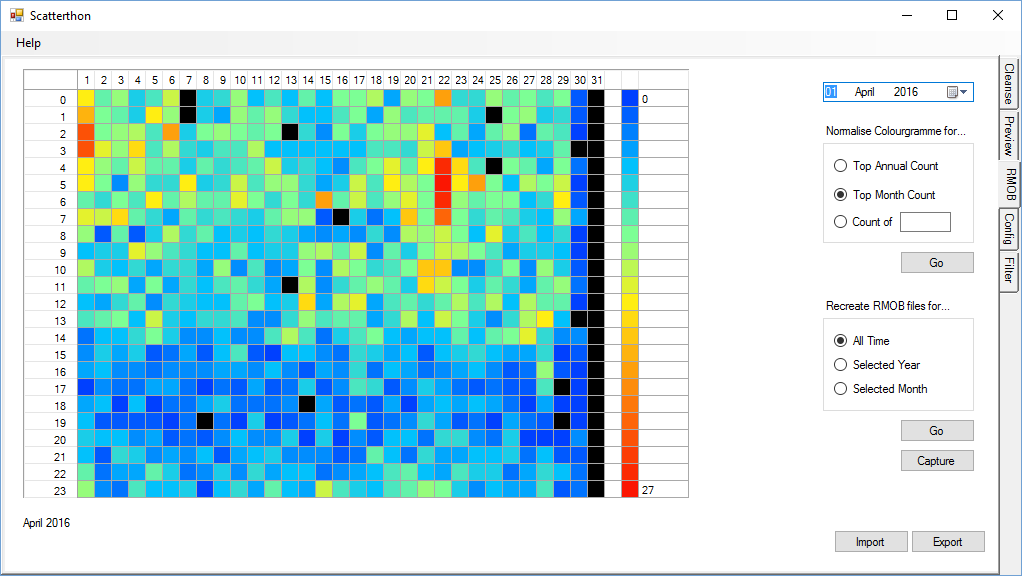 Scatterthon
Help
1 2 3 4 5 6 7 8 9 10 11 12 13 14 15 16 17 18 19 20 21 22 23 24 25 26 27 28 29 30 31
0
1
2
3
4
5
6
7
8
9
10
11
12
13
14
15
16
17
18
19
20
21
22
23
0
27
April 2016
01 April 2016
Normalise Colourgramme for...
Top Annual Count
Top Month Count
Count of
Go
Recreate RMOB files for...
All Time
Selected Year
Selected Month
Go
Capture
Import Export
Cleanse
Preview
RMOB
Config
Filter